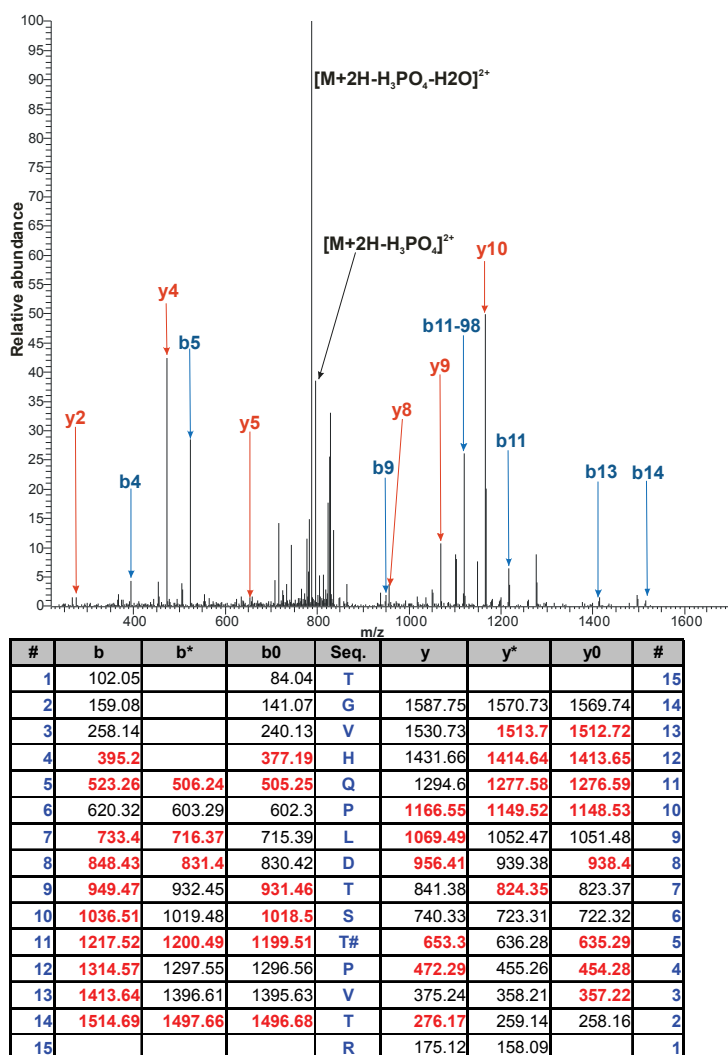 100
95
90
85
80
75
70
65
60
55
50
45
40
35
30
25
20
15
10
5
0
Relative abundance
[M+2H-H₃PO₄-H2O]²⁺
[M+2H-H₃PO₄]²⁺
y10
y4
b11-98
b5
y9
y8
y2
y5
b9
b11
b4
b13
b14
400 600 800 1000 1200 1400 1600
m/z
# b b* b0 Seq. y y* y0 #
1 102.05 84.04 T 15
2 159.08 141.07 G 1587.75 1570.73 1569.74 14
3 258.14 240.13 V 1530.73 1513.7 1512.72 13
4 395.2 377.19 H 1431.66 1414.64 1413.65 12
5 523.26 506.24 505.25 Q 1294.6 1277.58 1276.59 11
6 620.32 603.29 602.3 P 1166.55 1149.52 1148.53 10
7 733.4 716.37 715.39 L 1069.49 1052.47 1051.48 9
8 848.43 831.4 830.42 D 956.41 939.38 938.4 8
9 949.47 932.45 931.46 T 841.38 824.35 823.37 7
10 1036.51 1019.48 1018.5 S 740.33 723.31 722.32 6
11 1217.52 1200.49 1199.51 T# 653.3 636.28 635.29 5
12 1314.57 1297.55 1296.56 P 472.29 455.26 454.28 4
13 1413.64 1396.61 1395.63 V 375.24 358.21 357.22 3
14 1514.69 1497.66 1496.68 T 276.17 259.14 258.16 2
15 R 175.12 158.09 1